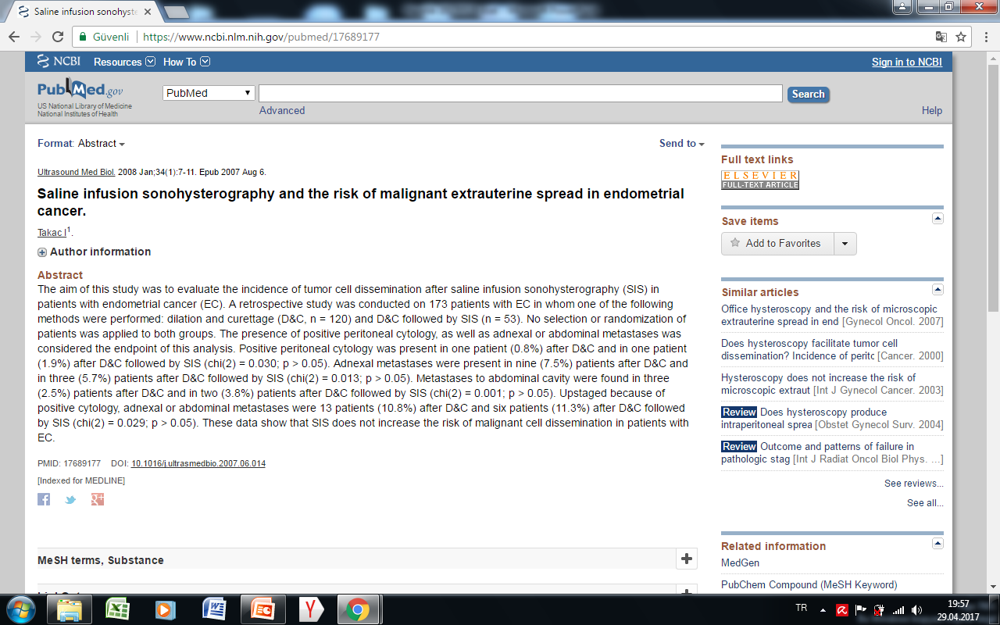 Saline infusion sonohyste
Güvenli
https://www.ncbi.nlm.nih.gov/pubmed/17689177
NCBI Resources How To Sign in to NCBI
PubMed.gov
US National Library of Medicine
National Institutes of Health
PubMed
Search
Advanced
Help
Format: Abstract
Send to
Ultrasound Med Biol. 2008 Jan;34(1):7-11. Epub 2007 Aug 6.
Saline infusion sonohysterography and the risk of malignant extrauterine spread in endometrial
cancer.
Takac I1.
Author information
Abstract
The aim of this study was to evaluate the incidence of tumor cell dissemination after saline infusion sonohysterography (SIS) in
patients with endometrial cancer (EC). A retrospective study was conducted on 173 patients with EC in whom one of the following
methods were performed: dilation and curettage (D&C, n = 120) and D&C followed by SIS (n = 53). No selection or randomization of
patients was applied to both groups. The presence of positive peritoneal cytology, as well as adnexal or abdominal metastases was
considered the endpoint of this analysis. Positive peritoneal cytology was present in one patient (0.8%) after D&C and in one patient
(1.9%) after D&C followed by SIS (chi(2) = 0.030; p > 0.05). Adnexal metastases were present in nine (7.5%) patients after D&C and
in three (5.7%) patients after D&C followed by SIS (chi(2) = 0.013; p > 0.05). Metastases to abdominal cavity were found in three
(2.5%) patients after D&C and in two (3.8%) patients after D&C followed by SIS (chi(2) = 0.001; p > 0.05). Upstaged because of
positive cytology, adnexal or abdominal metastases were 13 patients (10.8%) after D&C and six patients (11.3%) after D&C followed
by SIS (chi(2) = 0.029; p > 0.05). These data show that SIS does not increase the risk of malignant cell dissemination in patients with
EC.
PMID: 17689177 DOI: 10.1016/j.ultrasmedbio.2007.06.014
[Indexed for MEDLINE]
MeSH terms, Substance
Full text links
ELSEVIER
FULL-TEXT ARTICLE
Save items
Add to Favorites
Similar articles
Office hysteroscopy and the risk of microscopic
extrauterine spread in end [Gynecol Oncol. 2007]
Does hysteroscopy facilitate tumor cell
dissemination? Incidence of peritc [Cancer. 2000]
Hysteroscopy does not increase the risk of
microscopic extraut [Int J Gynecol Cancer. 2003]
Review Does hysteroscopy produce
intraperitoneal sprea [Obstet Gynecol Surv. 2004]
Review Outcome and patterns of failure in
pathologic stag [Int J Radiat Oncol Biol Phys. ...]
See reviews...
See all...
Related information
MedGen
PubChem Compound (MeSH Keyword)
TR
19:57
29.04.2017